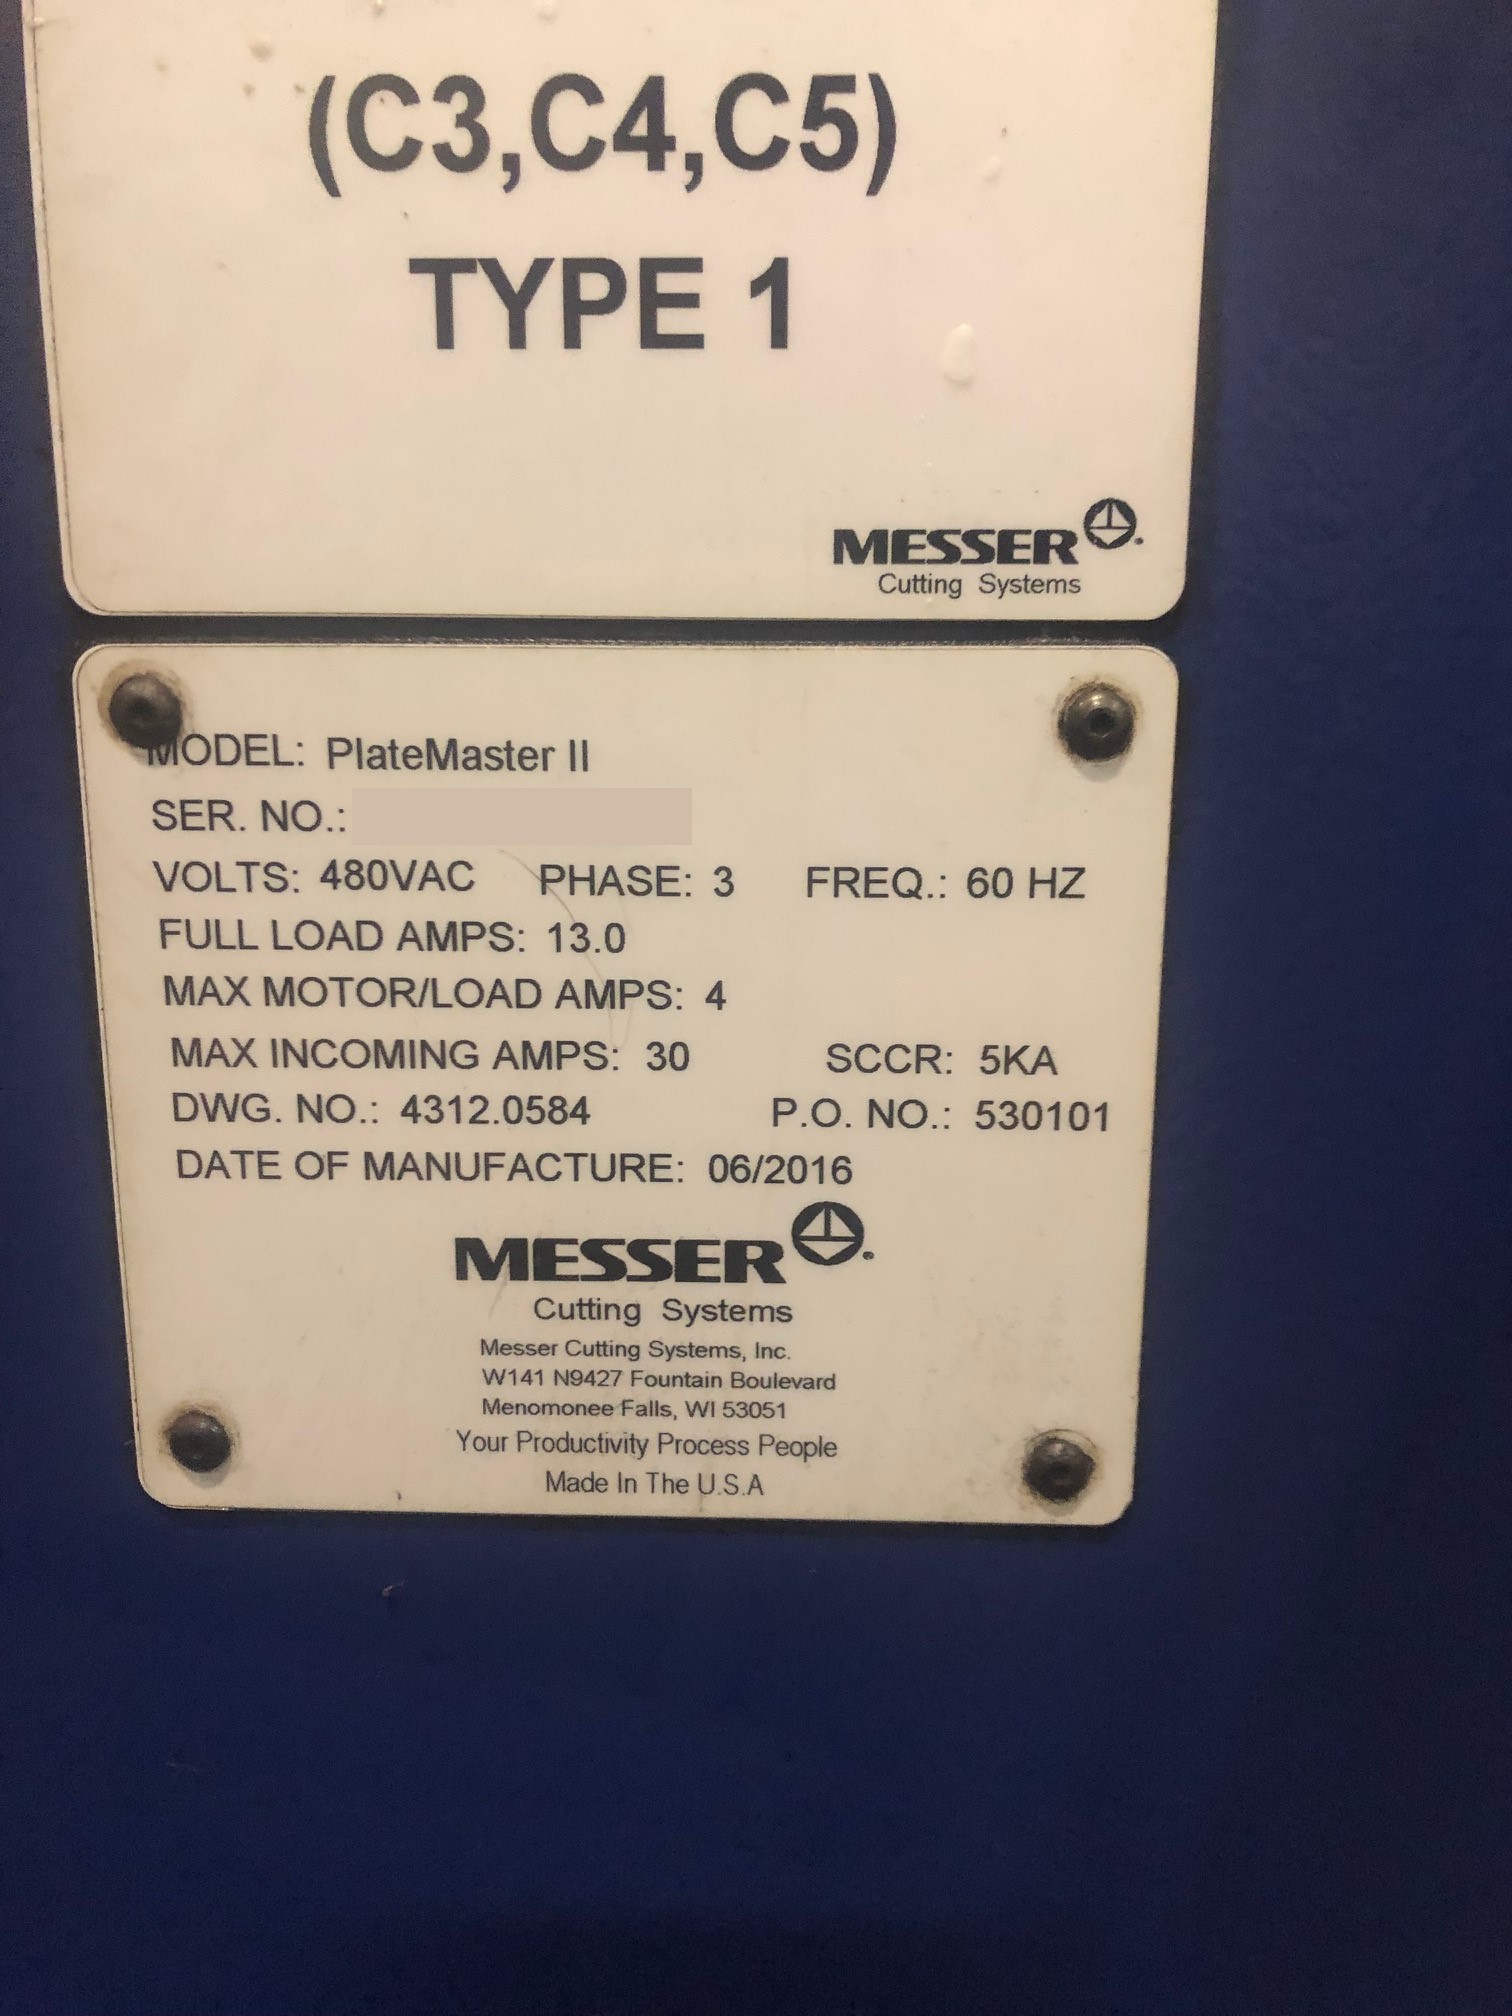 (C3,C4,C5)
TYPE 1
MESSER
Cutting Systems
MODEL: PlateMaster II
SER. NO.:
VOLTS: 480VAC PHASE: 3 FREQ.: 60 HZ
FULL LOAD AMPS: 13.0
MAX MOTOR/LOAD AMPS: 4
MAX INCOMING AMPS: 30 SCCR: 5KA
DWG. NO.: 4312.0584 P.O. NO.: 530101
DATE OF MANUFACTURE: 06/2016
MESSER
Cutting Systems
Messer Cutting Systems, Inc.
W141 N9427 Fountain Boulevard
Menomonee Falls, WI 53051
Your Productivity Process People
Made In The U.S.A